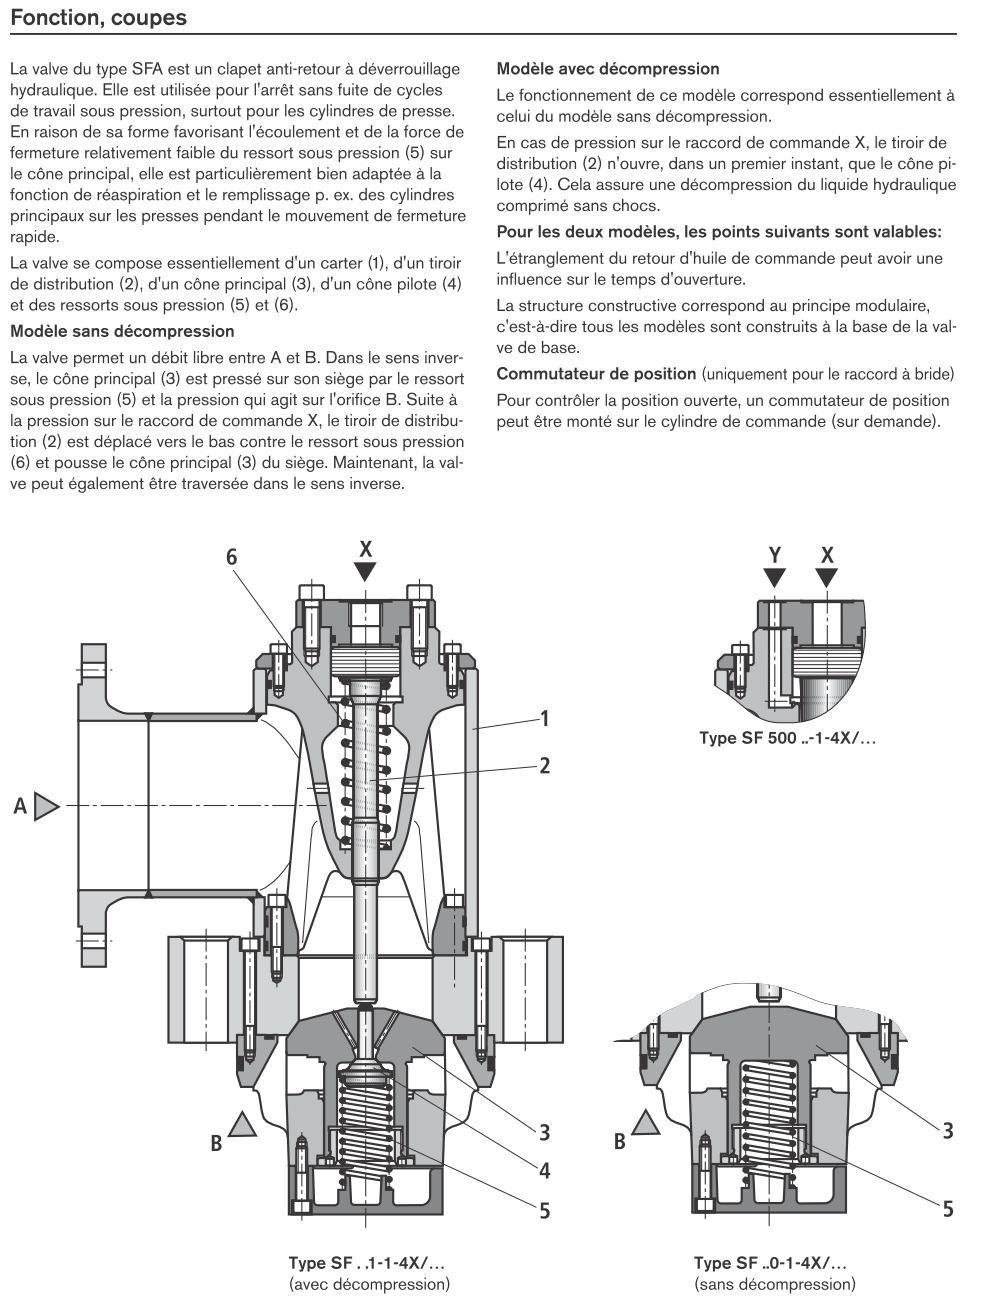 Fonction, coupes
La valve du type SFA est un clapet anti-retour à déverrouillage
hydraulique. Elle est utilisée pour l'arrêt sans fuite de cycles
de travail sous pression, surtout pour les cylindres de presse.
En raison de sa forme favorisant l'écoulement et de la force de
fermeture relativement faible du ressort sous pression (5) sur
le cône principal, elle est particulièrement bien adaptée à la
fonction de réaspiration et le remplissage p. ex. des cylindres
principaux sur les presses pendant le mouvement de fermeture
rapide.
La valve se compose essentiellement d'un carter (1), d'un tiroir
de distribution (2), d'un cône principal (3), d'un cône pilote (4)
et des ressorts sous pression (5) et (6).
Modèle sans décompression
La valve permet un débit libre entre A et B. Dans le sens inver-
se, le cône principal (3) est pressé sur son siège par le ressort
sous pression (5) et la pression qui agit sur l'orifice B. Suite à
la pression sur le raccord de commande X, le tiroir de distribu-
tion (2) est déplacé vers le bas contre le ressort sous pression
(6) et pousse le cône principal (3) du siège. Maintenant, la val-
ve peut également être traversée dans le sens inverse.
Modèle avec décompression
Le fonctionnement de ce modèle correspond essentiellement à
celui du modèle sans décompression.
En cas de pression sur le raccord de commande X, le tiroir de
distribution (2) n'ouvre, dans un premier instant, que le cône pi-
lote (4). Cela assure une décompression du liquide hydraulique
comprimé sans chocs.
Pour les deux modèles, les points suivants sont valables:
L'étranglement du retour d'huile de commande peut avoir une
influence sur le temps d'ouverture.
La structure constructive correspond au principe modulaire,
c'est-à-dire tous les modèles sont construits à la base de la val-
ve de base.
Commutateur de position (uniquement pour le raccord à bride)
Pour contrôler la position ouverte, un commutateur de position
peut être monté sur le cylindre de commande (sur demande).
6
X
1
2
A
B
3
4
5
Type SF . .1-1-4X/…
(avec décompression)
Y
X
Type SF 500 ..-1-4X/…
B
3
5
Type SF ..0-1-4X/…
(sans décompression)